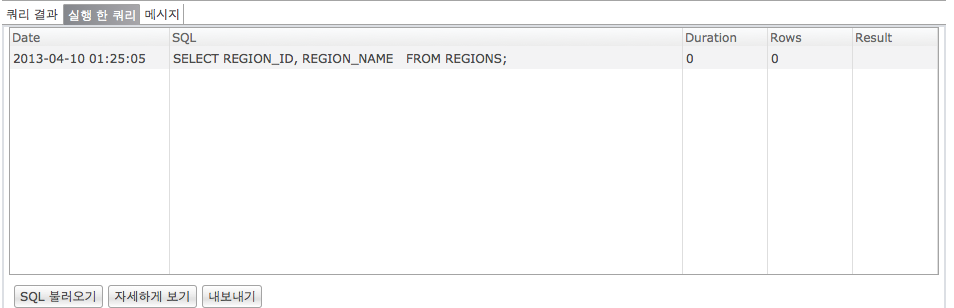 쿼리 결과 실행 한 쿼리 메시지
Date SQL Duration Rows Result
2013-04-10 01:25:05 SELECT REGION_ID, REGION_NAME FROM REGIONS; 0 0
SQL 불러오기 자세하게 보기 내보내기